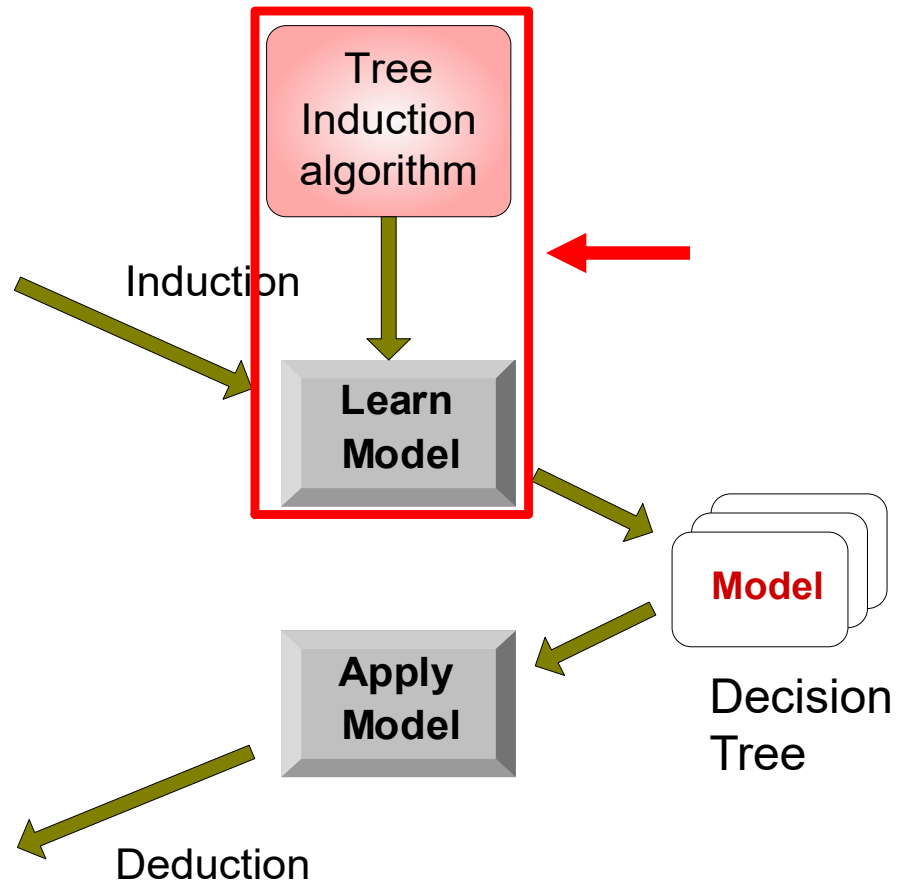 Tree
Induction
algorithm
Induction
Learn
Model
Model
Apply
Model
Decision
Tree
Deduction